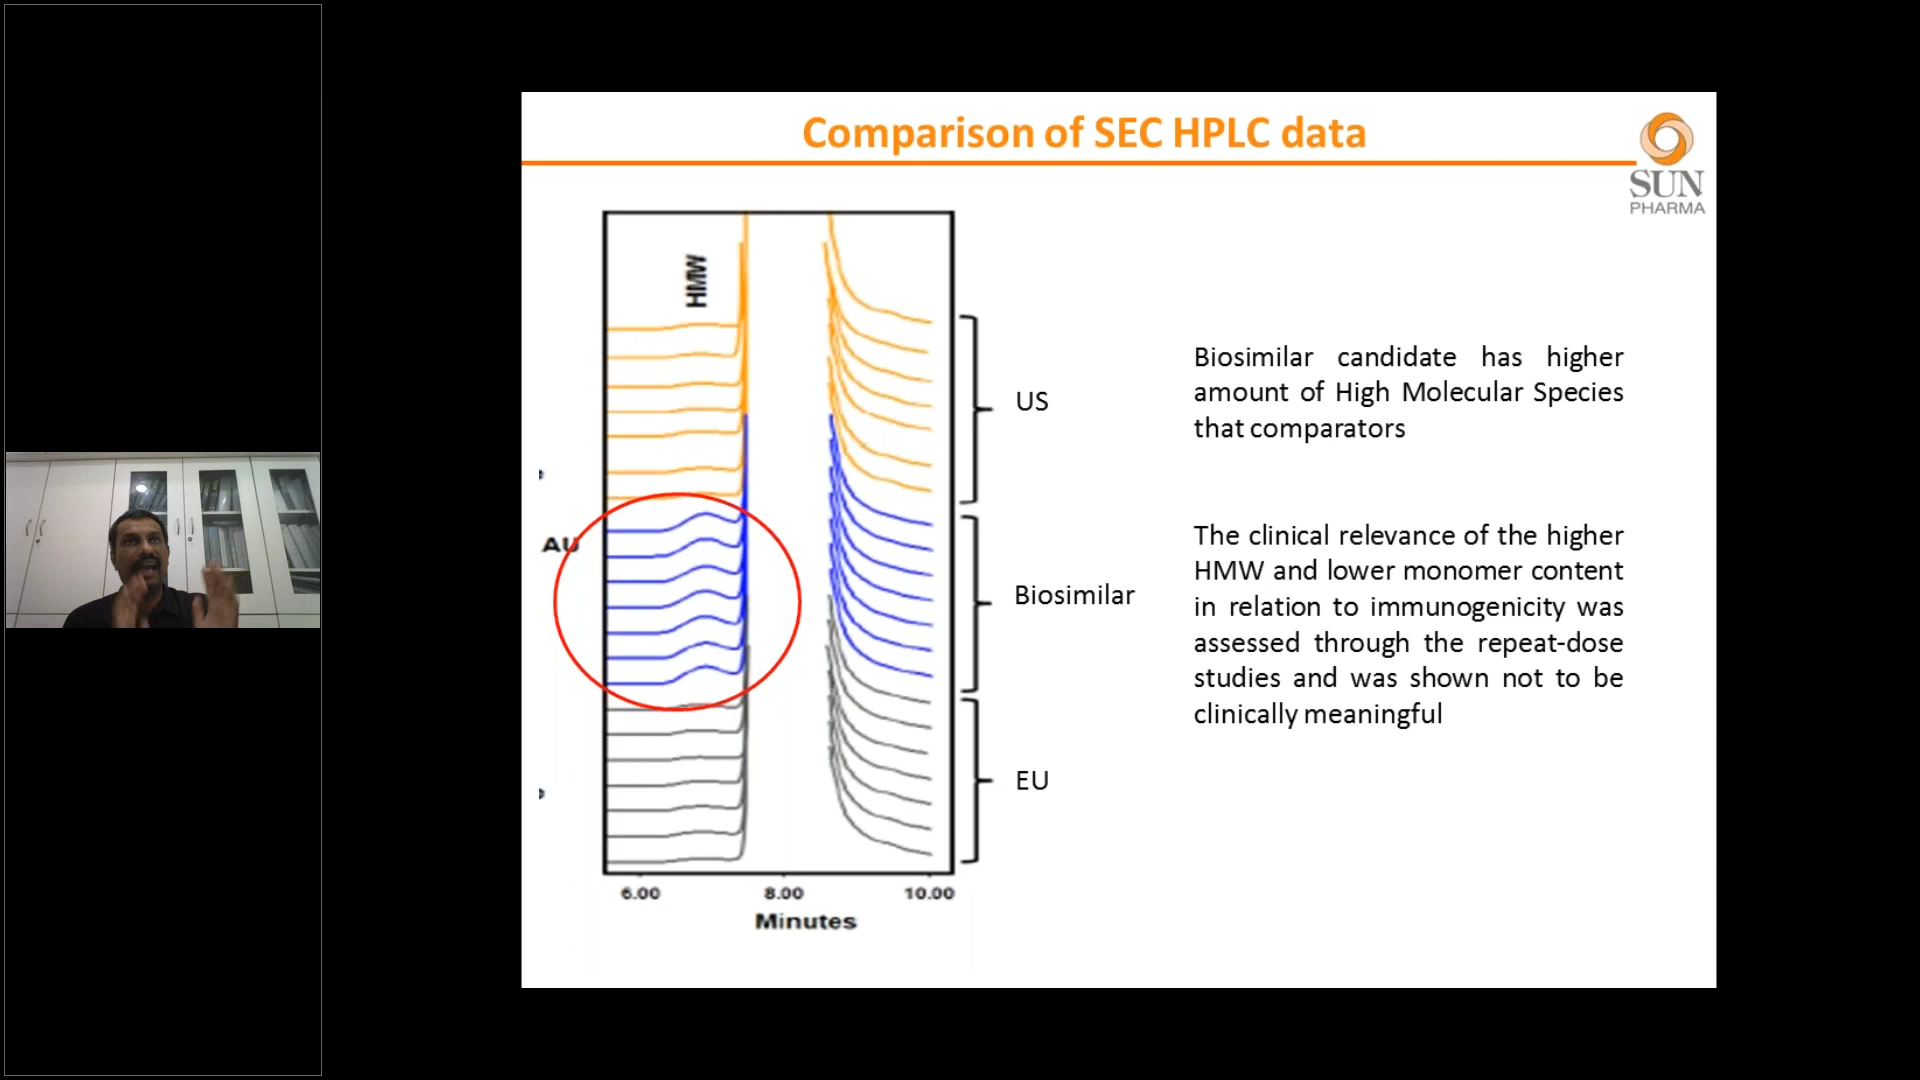 Comparison of SEC HPLC data
SUN
PHARMA
HMW
AU
US
Biosimilar
EU
6.00 8.00 10.00
Minutes
Biosimilar candidate has higher
amount of High Molecular Species
that comparators
The clinical relevance of the higher
HMW and lower monomer content
in relation to immunogenicity was
assessed through the repeat-dose
studies and was shown not to be
clinically meaningful